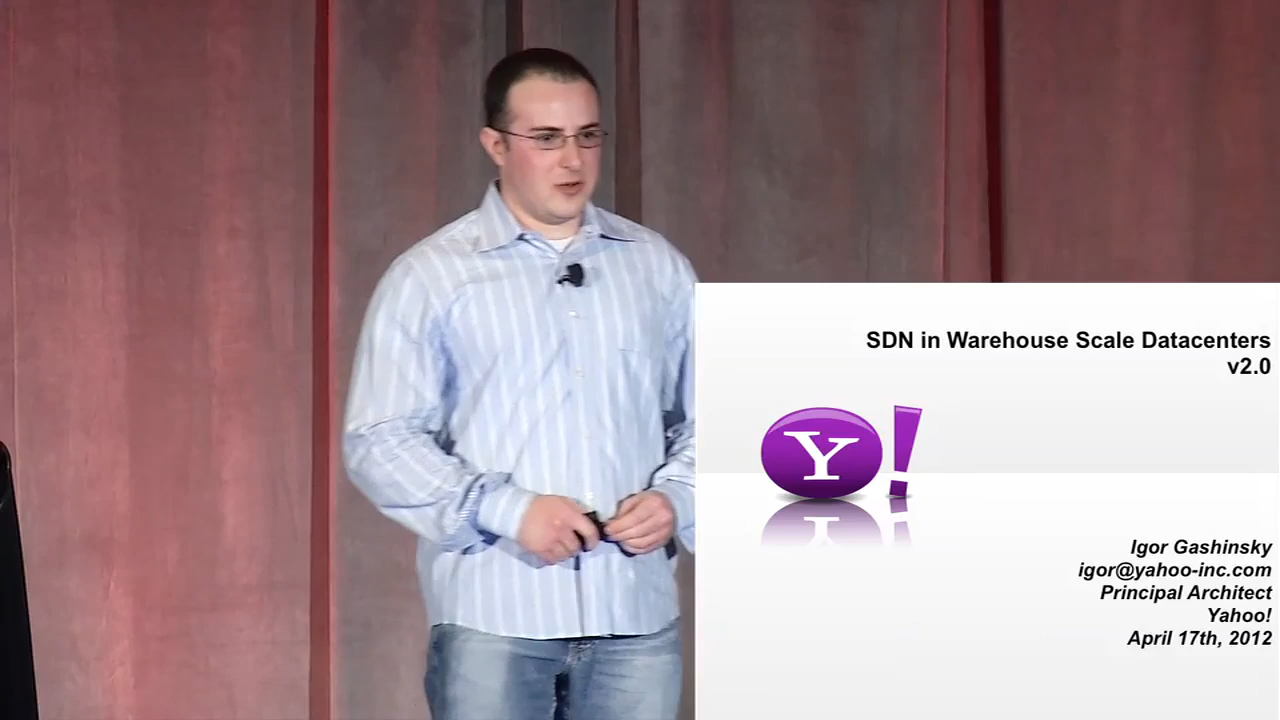 SDN in Warehouse Scale Datacenters
v2.0
Y!
Igor Gashinsky
igor@yahoo-inc.com
Principal Architect
Yahoo!
April 17th, 2012